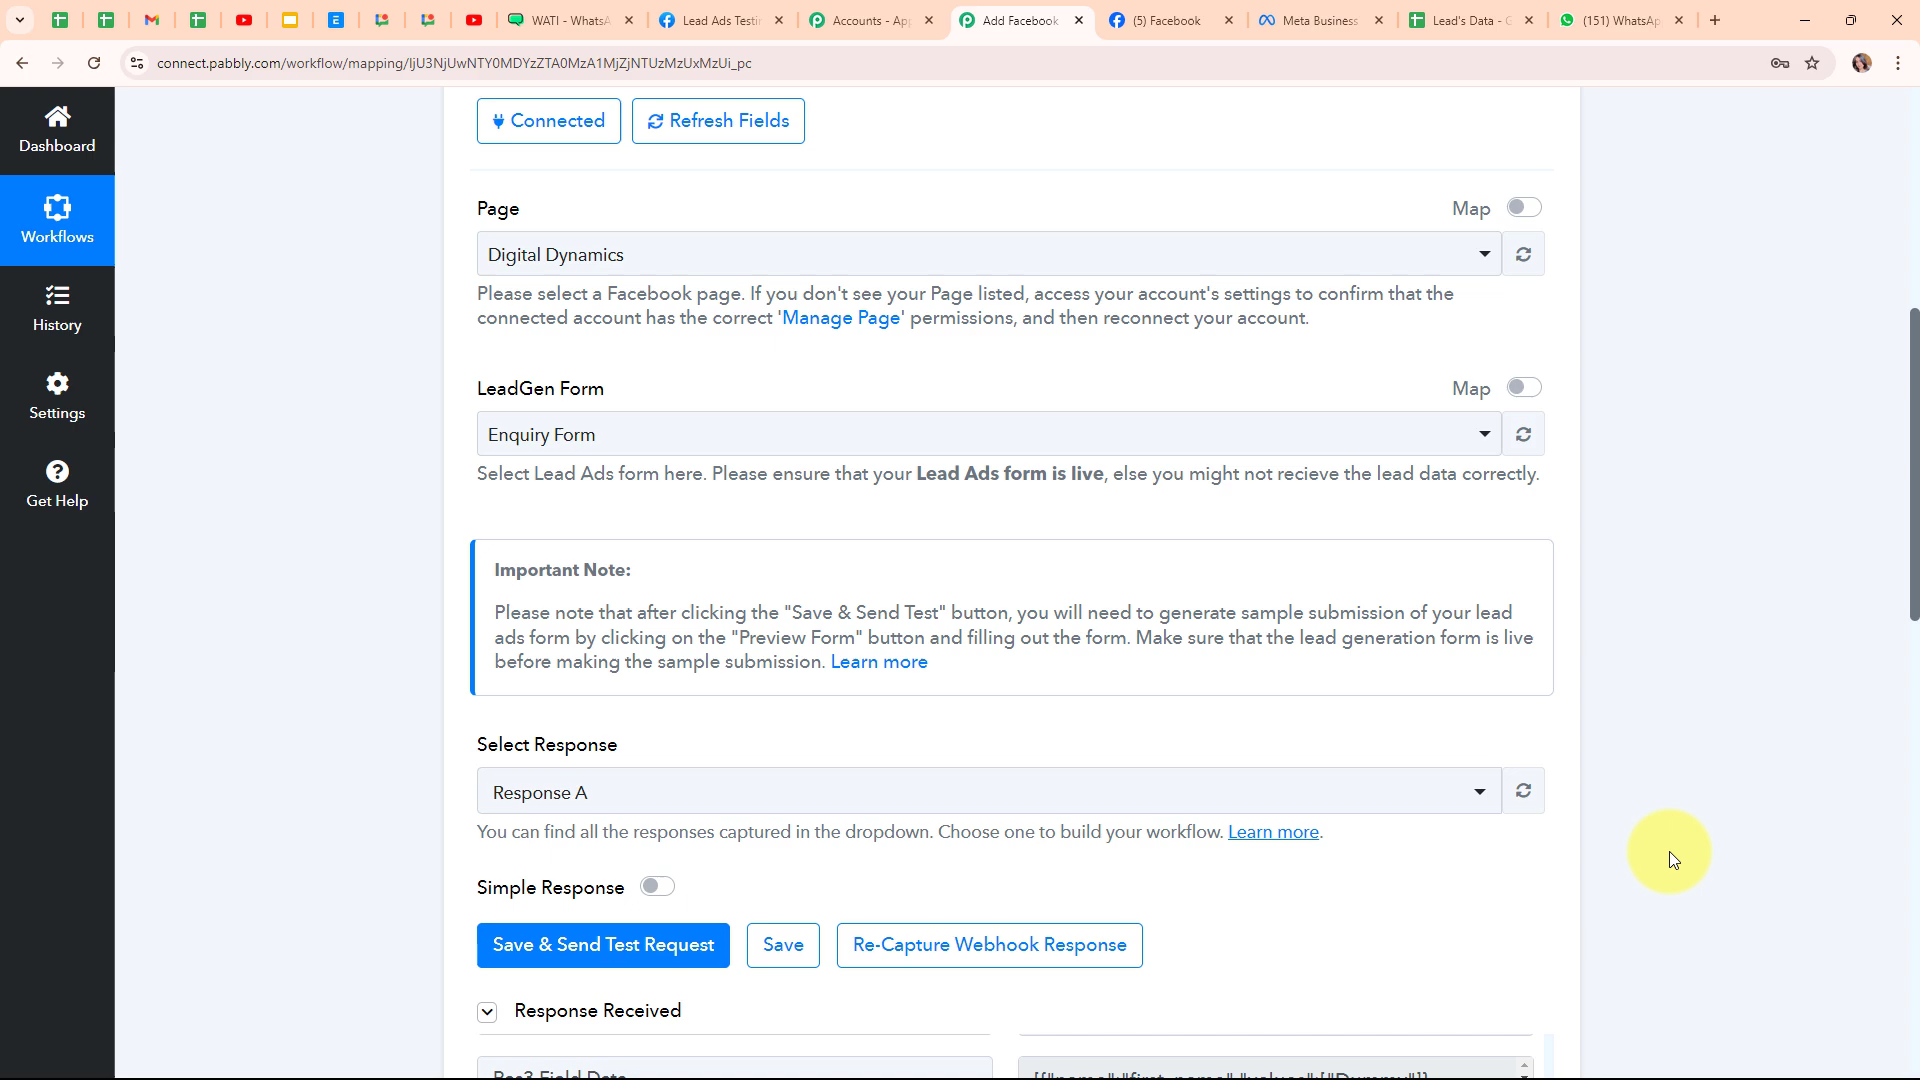 WATI - Whats
Lead Ads Testi
Accounts - Ap
Add Facebook
(5) Facebook
Meta Business
Lead's Data - G
(151) WhatsAp
connect.pabbly.com/workflow/mapping/IjU3NjUwNTY0MDYzZTA0MzA1MjZjNTUzMzUxMzUi_pc
Dashboard
Workflows
History
Settings
Get Help
Connected
Refresh Fields
Page
Map
Digital Dynamics
Please select a Facebook page. If you don't see your Page listed, access your account's settings to confirm that the
connected account has the correct 'Manage Page' permissions, and then reconnect your account.
LeadGen Form
Map
Enquiry Form
Select Lead Ads form here. Please ensure that your Lead Ads form is live, else you might not recieve the lead data correctly.
Important Note:
Please note that after clicking the "Save & Send Test" button, you will need to generate sample submission of your lead
ads form by clicking on the "Preview Form" button and filling out the form. Make sure that the lead generation form is live
before making the sample submission. Learn more
Select Response
Response A
You can find all the responses captured in the dropdown. Choose one to build your workflow. Learn more.
Simple Response
Save & Send Test Request
Save
Re-Capture Webhook Response
Response Received
Res3 Field Data
[{"name":"first_name","values":["Dummy"]}